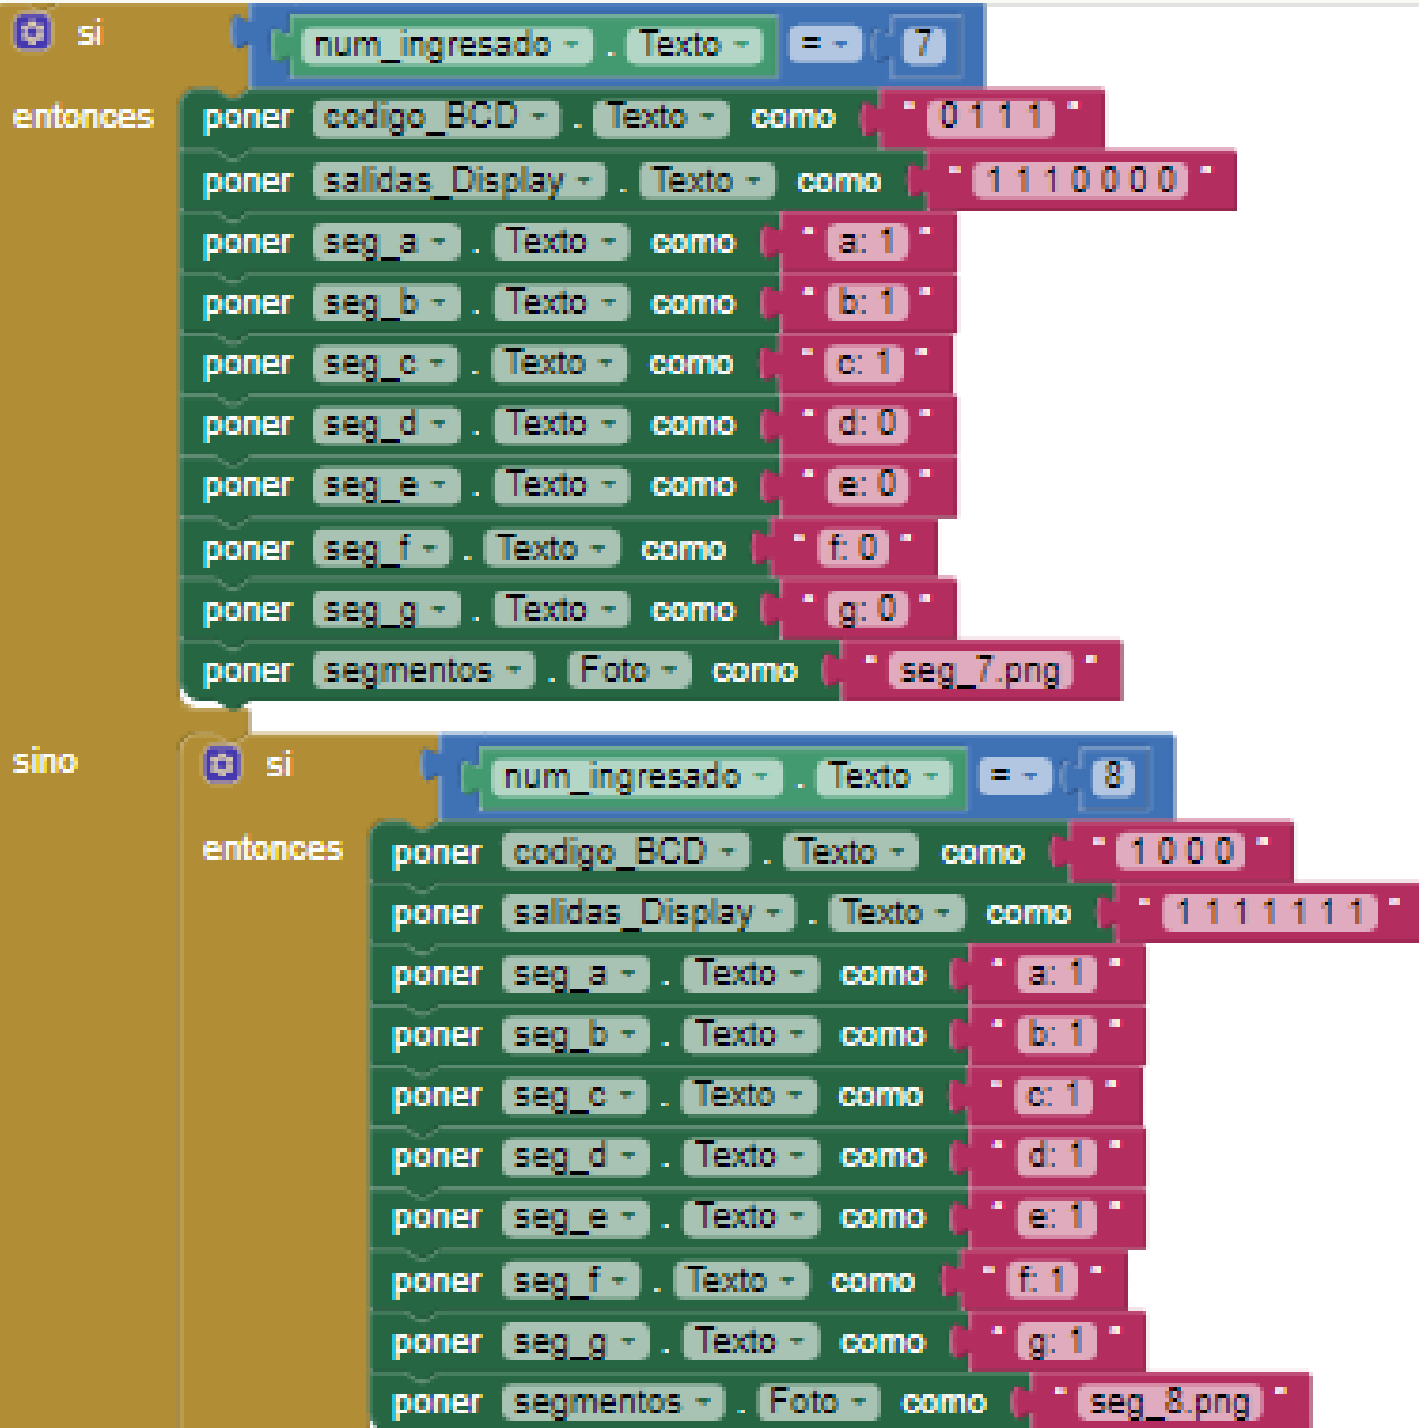 si num_ingresado . Texto = 7
entonces poner codigo_BCD . Texto como " 0 1 1 1 "
poner salidas_Display . Texto como " 1 1 1 0 0 0 0 "
poner seg_a . Texto como " a: 1 "
poner seg_b . Texto como " b: 1 "
poner seg_c . Texto como " c: 1 "
poner seg_d . Texto como " d: 0 "
poner seg_e . Texto como " e: 0 "
poner seg_f . Texto como " f: 0 "
poner seg_g . Texto como " g: 0 "
poner segmentos . Foto como " seg_7.png "
sino si num_ingresado . Texto = 8
entonces poner codigo_BCD . Texto como " 1 0 0 0 "
poner salidas_Display . Texto como " 1 1 1 1 1 1 1 "
poner seg_a . Texto como " a: 1 "
poner seg_b . Texto como " b: 1 "
poner seg_c . Texto como " c: 1 "
poner seg_d . Texto como " d: 1 "
poner seg_e . Texto como " e: 1 "
poner seg_f . Texto como " f: 1 "
poner seg_g . Texto como " g: 1 "
poner segmentos . Foto como " seg_8.png "